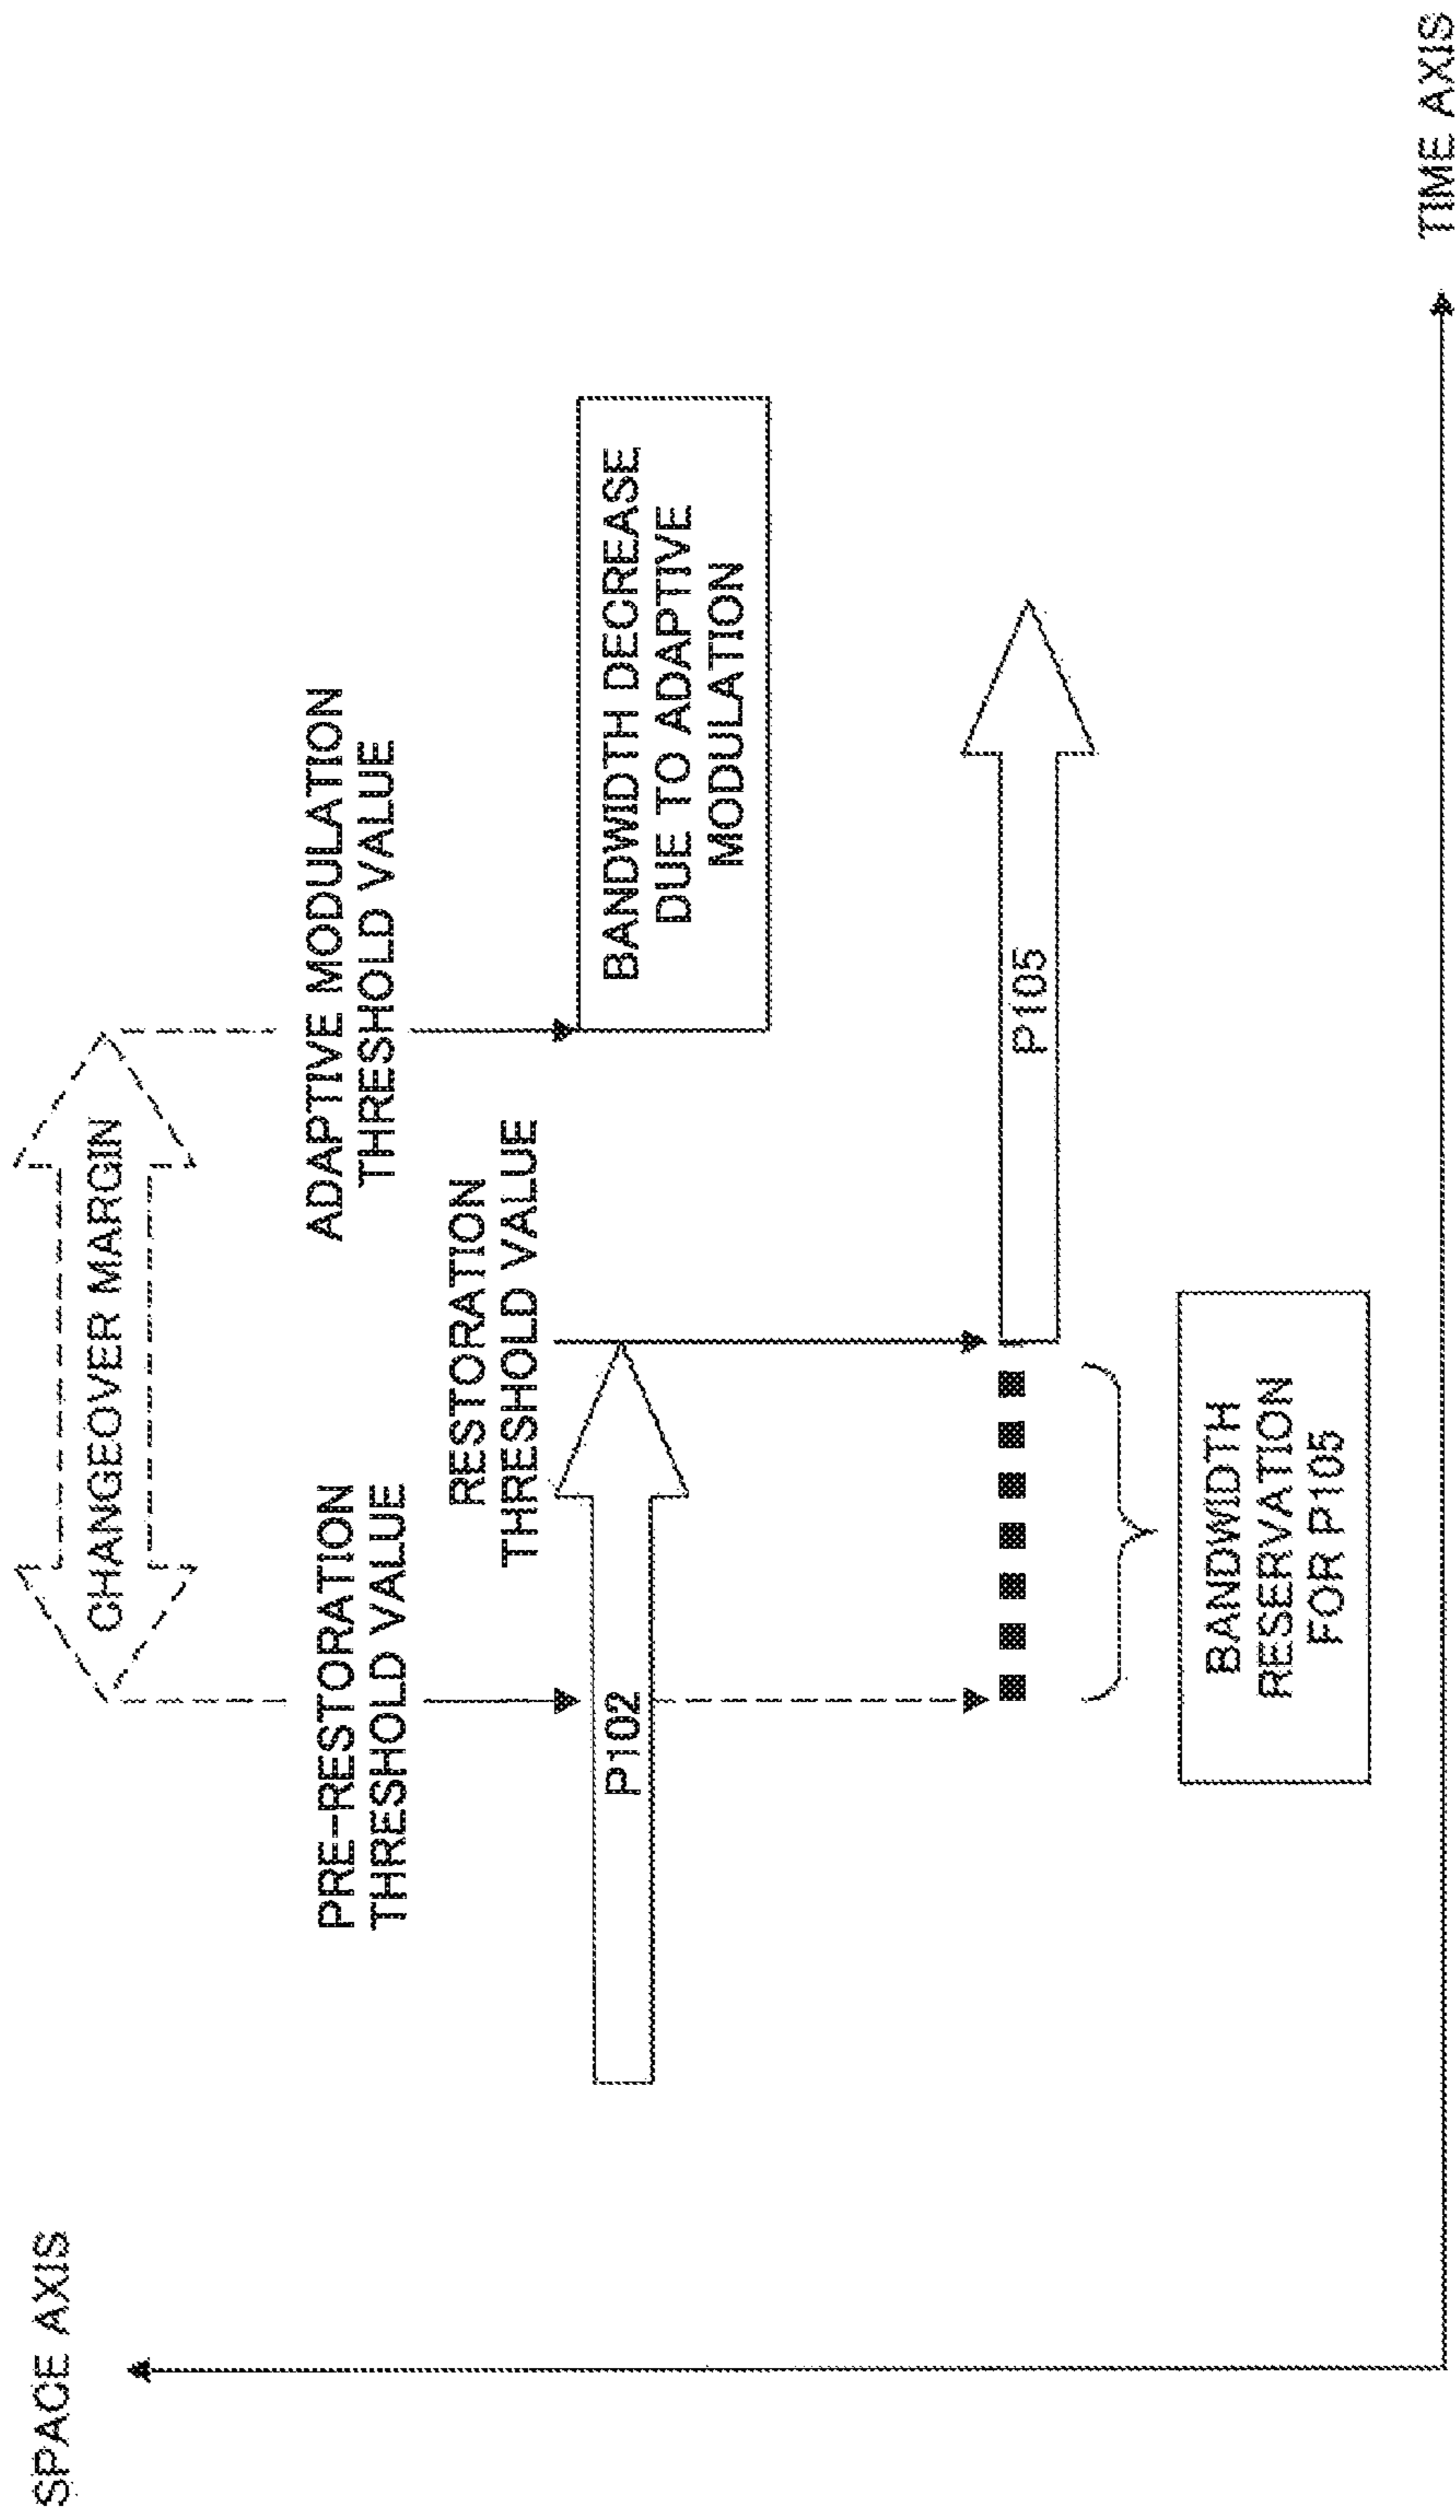 SPACE AXIS
CHANGEOVER MARGIN
PRE-RESTORATION
THRESHOLD VALUE
ADAPTIVE MODULATION
THRESHOLD VALUE
RESTORATION
THRESHOLD VALUE
P102
BANDWIDTH DECREASE
DUE TO ADAPTIVE
MODULATION
P105
BANDWIDTH
RESERVATION
FOR P105
TIME AXIS